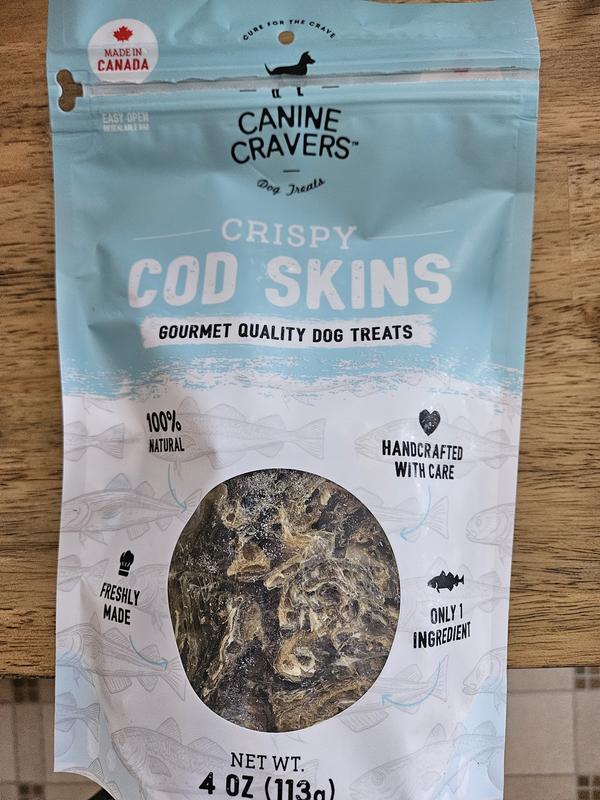 CURE FOR THE CRAVE
MADE IN
CANADA
EASY OPEN
RESEALABLE BAG
CANINE
CRAVERS™
Dog Treats
CRISPY
COD SKINS
GOURMET QUALITY DOG TREATS
100%
NATURAL
HANDCRAFTED
WITH CARE
FRESHLY
MADE
ONLY 1
INGREDIENT
NET WT.
4 OZ (113g)